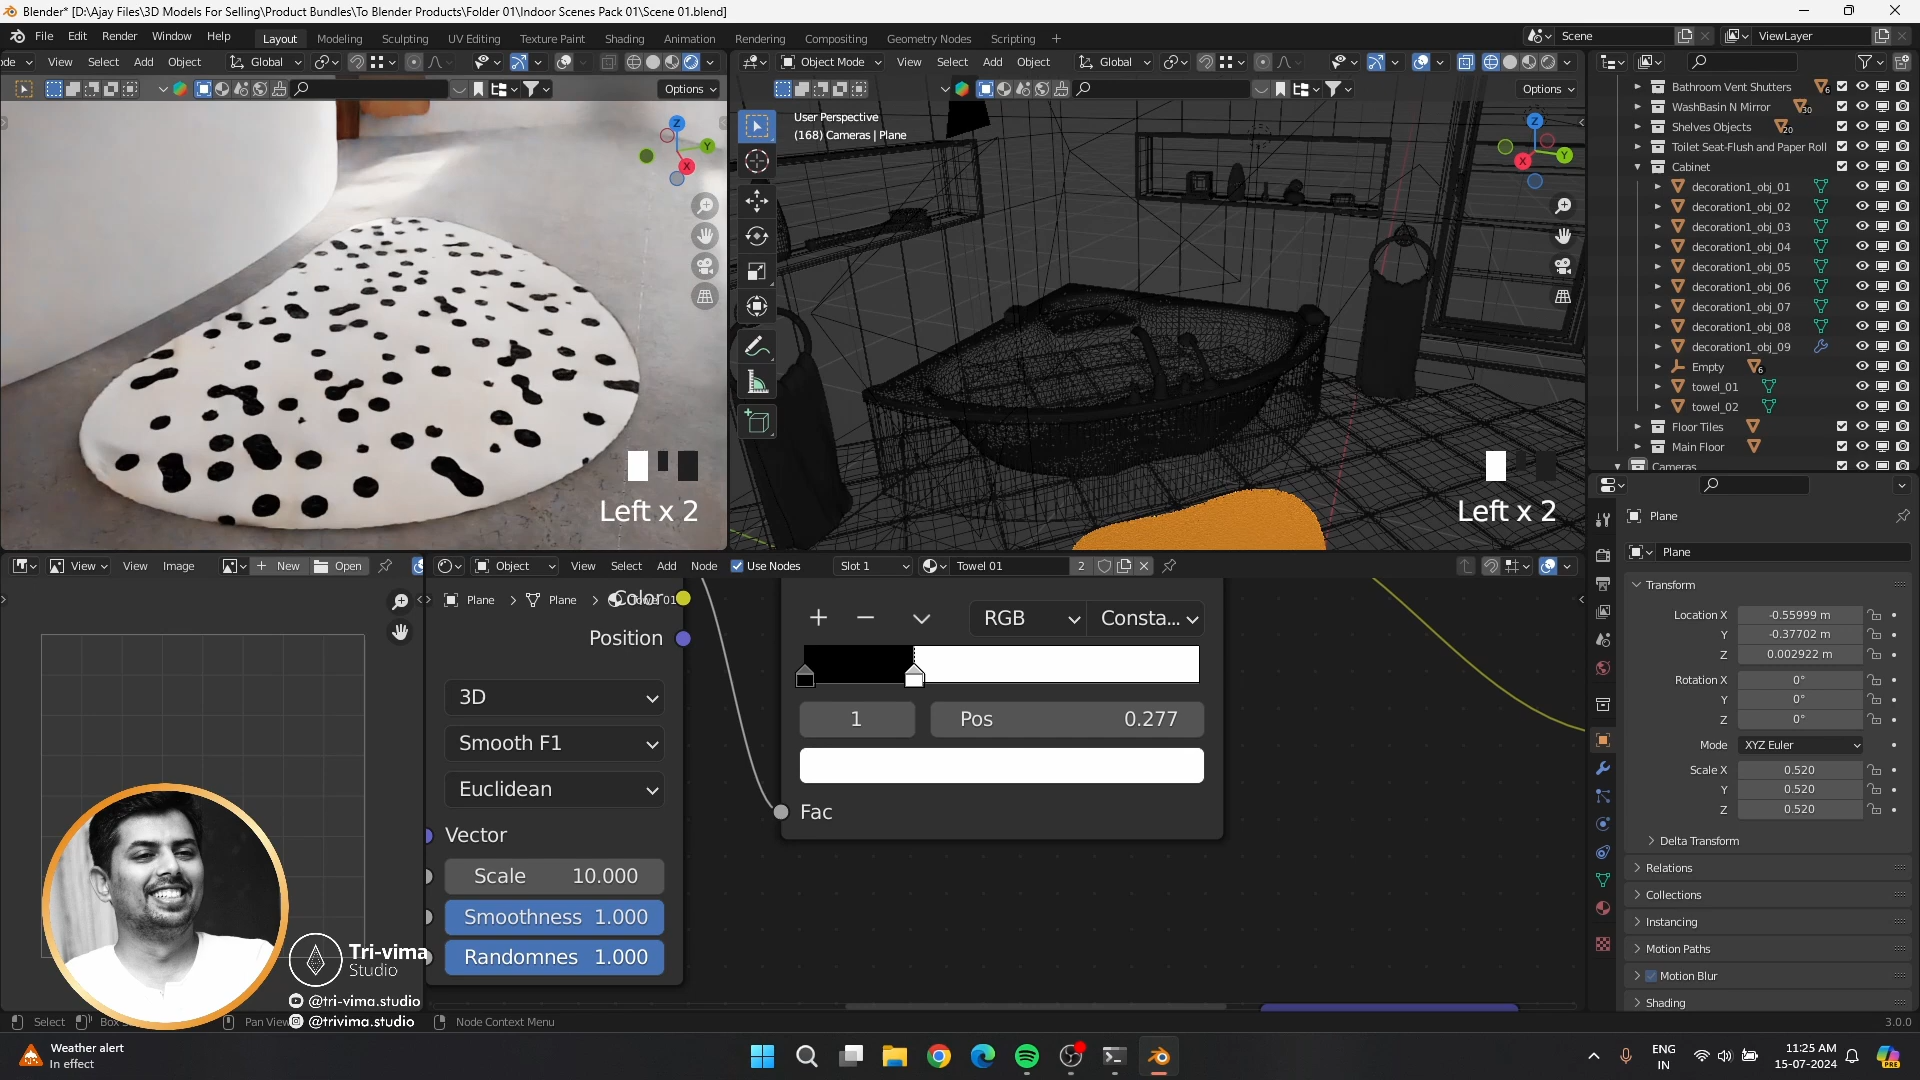 Blender* [D:\Ajay Files\3D Models For Selling\Product Bundles\To Blender Products\Folder 01\Indoor Scenes Pack 01\Scene 01.blend]
File Edit Render Window Help Layout Modeling Sculpting UV Editing Texture Paint Shading Animation Rendering Compositing Geometry Nodes Scripting + Scene ViewLayer
ode View Select Add Object Global
Object Mode View Select Add Object Global
Options
Options
User Perspective
(168) Cameras | Plane
Z
Y
X
Z
Y
X
Left x 2
Left x 2
Bathroom Vent Shutters 6
WashBasin N Mirror 30
Shelves Objects 20
Toilet Seat-Flush and Paper Roll
Cabinet
decoration1_obj_01
decoration1_obj_02
decoration1_obj_03
decoration1_obj_04
decoration1_obj_05
decoration1_obj_06
decoration1_obj_07
decoration1_obj_08
decoration1_obj_09
Empty 6
towel_01
towel_02
Floor Tiles
Main Floor
Cameras
Plane
Plane
Transform
Location X -0.55999 m
Y -0.37702 m
Z 0.002922 m
Rotation X 0°
Y 0°
Z 0°
Mode XYZ Euler
Scale X 0.520
Y 0.520
Z 0.520
Delta Transform
Relations
Collections
Instancing
Motion Paths
Motion Blur
Shading
View View Image + New Open
Object View Select Add Node Use Nodes Slot 1 Towel 01 2
Plane > Plane >
Color
Position
3D
Smooth F1
Euclidean
Vector
Scale 10.000
Smoothness 1.000
Randomnes 1.000
RGB Consta...
1 Pos 0.277
Fac
Tri-vima
Studio
@tri-vima.studio
@trivima.studio
Select Pan View Node Context Menu 3.0.0
Weather alert
In effect
ENG
IN
11:25 AM
15-07-2024
PRE